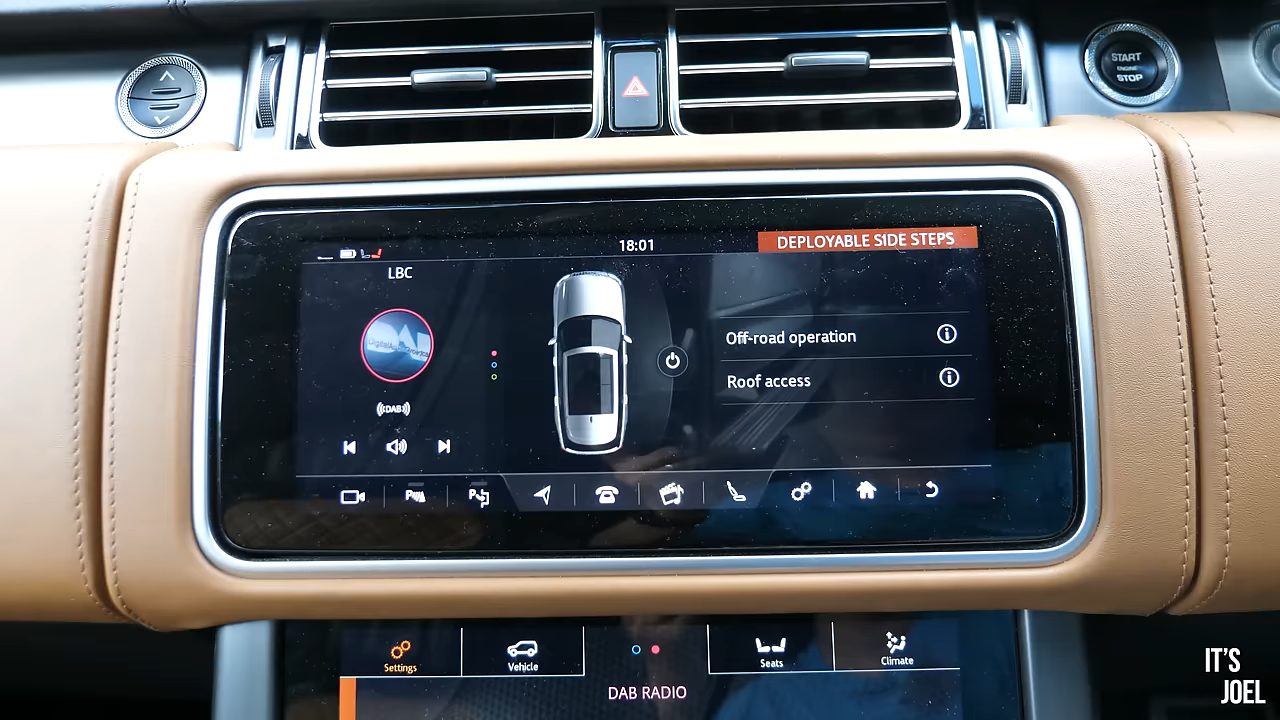 START
ENGINE
STOP
18:01
DEPLOYABLE SIDE STEPS
LBC
Off-road operation
Roof access
DAB
Settings
Vehicle
Seats
Climate
DAB RADIO
IT'S
JOEL